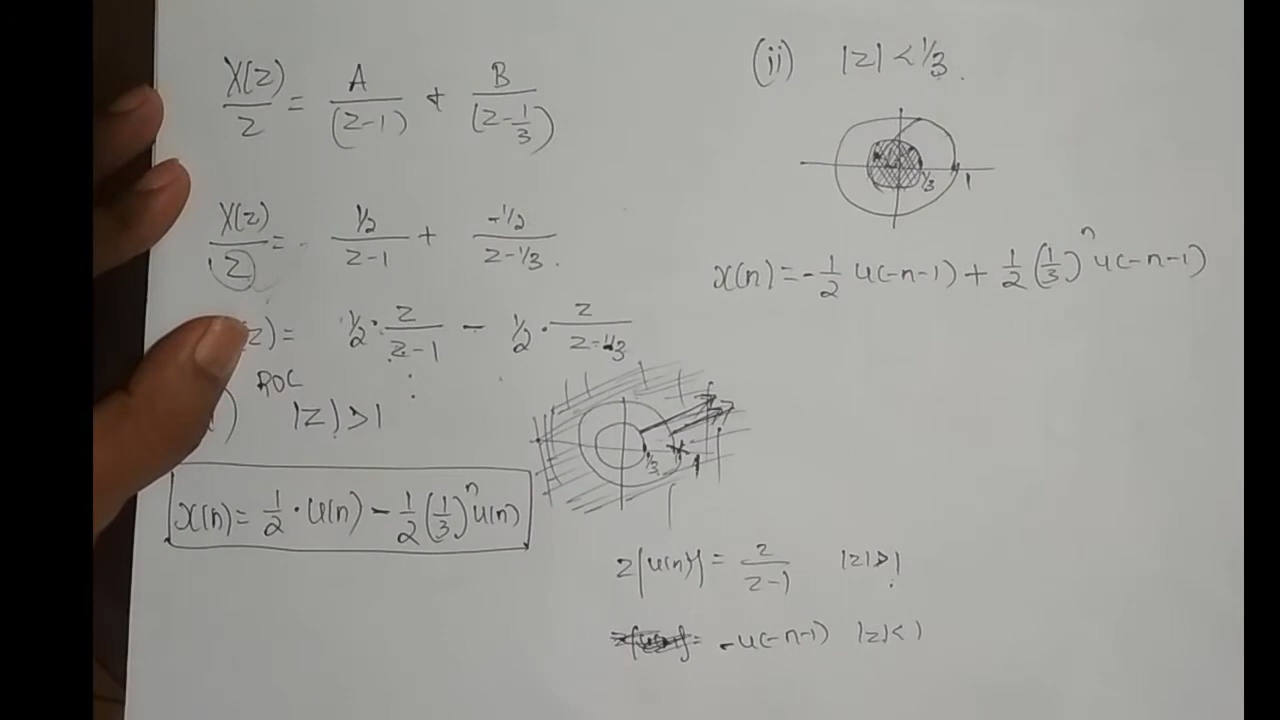 X(z)/z = A/(z-1) + B/(z-1/3)
X(z)/z = 1/2/z-1 + -1/2/z-1/3
z) = 1/2 · z/z-1 - 1/2 · z/z-1/3
ROC
) |z|>1
1/3 1
x(n) = 1/2 · u(n) - 1/2 (1/3)^n u(n)
(ii) |z| < 1/3.
1/3 1
x(n) = -1/2 u(-n-1) + 1/2 (1/3)^n u(-n-1)
z{u(n)} = z/z-1 |z|>1
= -u(-n-1) |z|<1